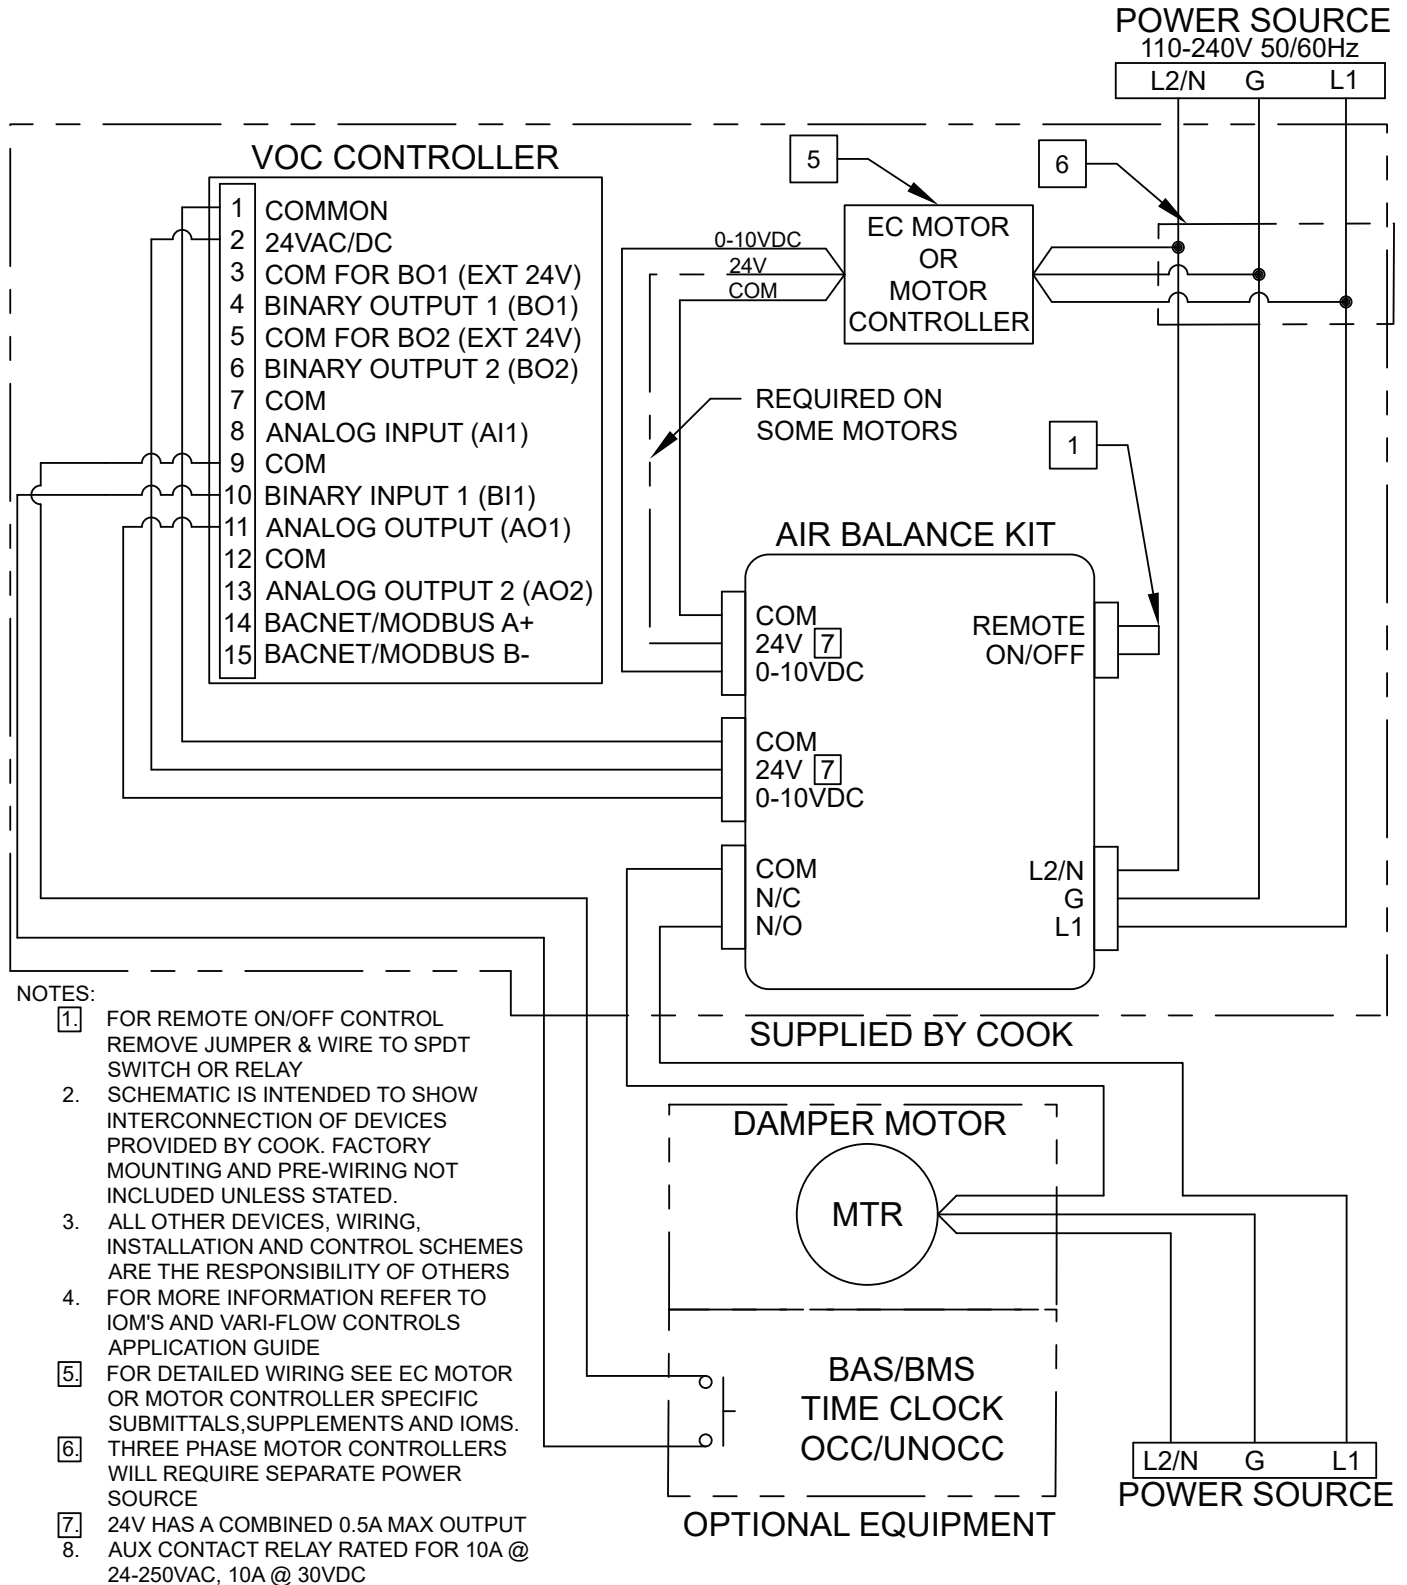 POWER SOURCE
110-240V 50/60Hz
L2/N G L1
VOC CONTROLLER
1 COMMON
2 24VAC/DC
3 COM FOR BO1 (EXT 24V)
4 BINARY OUTPUT 1 (BO1)
5 COM FOR BO2 (EXT 24V)
6 BINARY OUTPUT 2 (BO2)
7 COM
8 ANALOG INPUT (AI1)
9 COM
10 BINARY INPUT 1 (BI1)
11 ANALOG OUTPUT (AO1)
12 COM
13 ANALOG OUTPUT 2 (AO2)
14 BACNET/MODBUS A+
15 BACNET/MODBUS B-
5
6
0-10VDC
24V
COM
EC MOTOR
OR
MOTOR
CONTROLLER
REQUIRED ON
SOME MOTORS
1
AIR BALANCE KIT
COM
24V 7
0-10VDC
REMOTE
ON/OFF
COM
24V 7
0-10VDC
COM
N/C
N/O
L2/N
G
L1
SUPPLIED BY COOK
NOTES:
1. FOR REMOTE ON/OFF CONTROL
REMOVE JUMPER & WIRE TO SPDT
SWITCH OR RELAY
2. SCHEMATIC IS INTENDED TO SHOW
INTERCONNECTION OF DEVICES
PROVIDED BY COOK. FACTORY
MOUNTING AND PRE-WIRING NOT
INCLUDED UNLESS STATED.
3. ALL OTHER DEVICES, WIRING,
INSTALLATION AND CONTROL SCHEMES
ARE THE RESPONSIBILITY OF OTHERS
4. FOR MORE INFORMATION REFER TO
IOM'S AND VARI-FLOW CONTROLS
APPLICATION GUIDE
5. FOR DETAILED WIRING SEE EC MOTOR
OR MOTOR CONTROLLER SPECIFIC
SUBMITTALS,SUPPLEMENTS AND IOMS.
6. THREE PHASE MOTOR CONTROLLERS
WILL REQUIRE SEPARATE POWER
SOURCE
7. 24V HAS A COMBINED 0.5A MAX OUTPUT
8. AUX CONTACT RELAY RATED FOR 10A @
24-250VAC, 10A @ 30VDC
DAMPER MOTOR
MTR
BAS/BMS
TIME CLOCK
OCC/UNOCC
OPTIONAL EQUIPMENT
L2/N G L1
POWER SOURCE